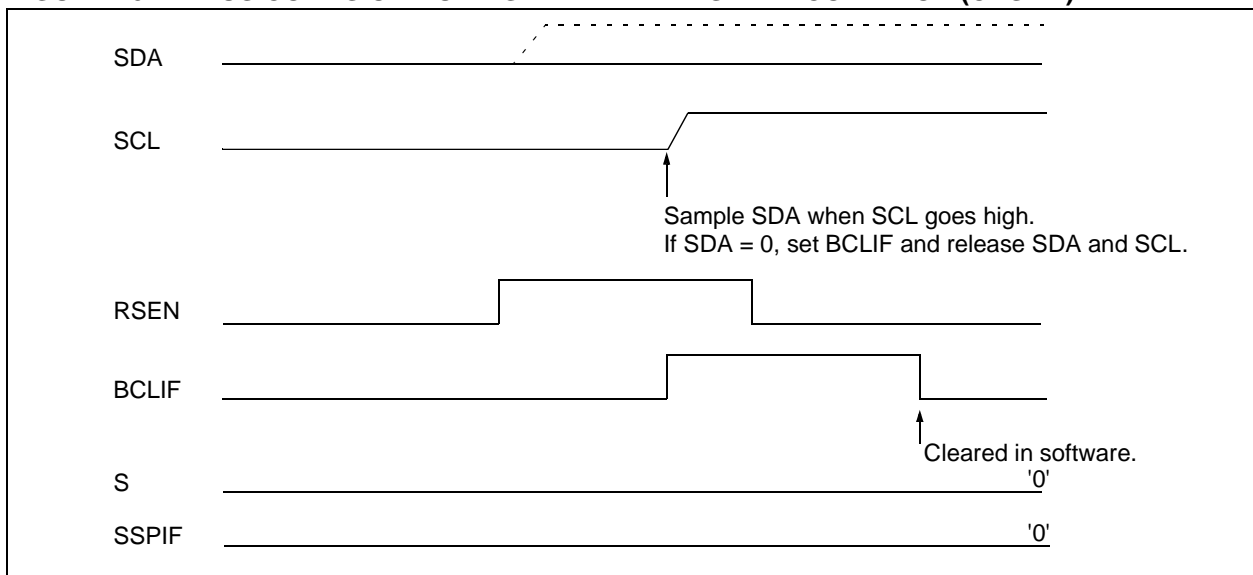 SDA
SCL
Sample SDA when SCL goes high.
If SDA = 0, set BCLIF and release SDA and SCL.
RSEN
BCLIF
Cleared in software.
S
'0'
SSPIF
'0'